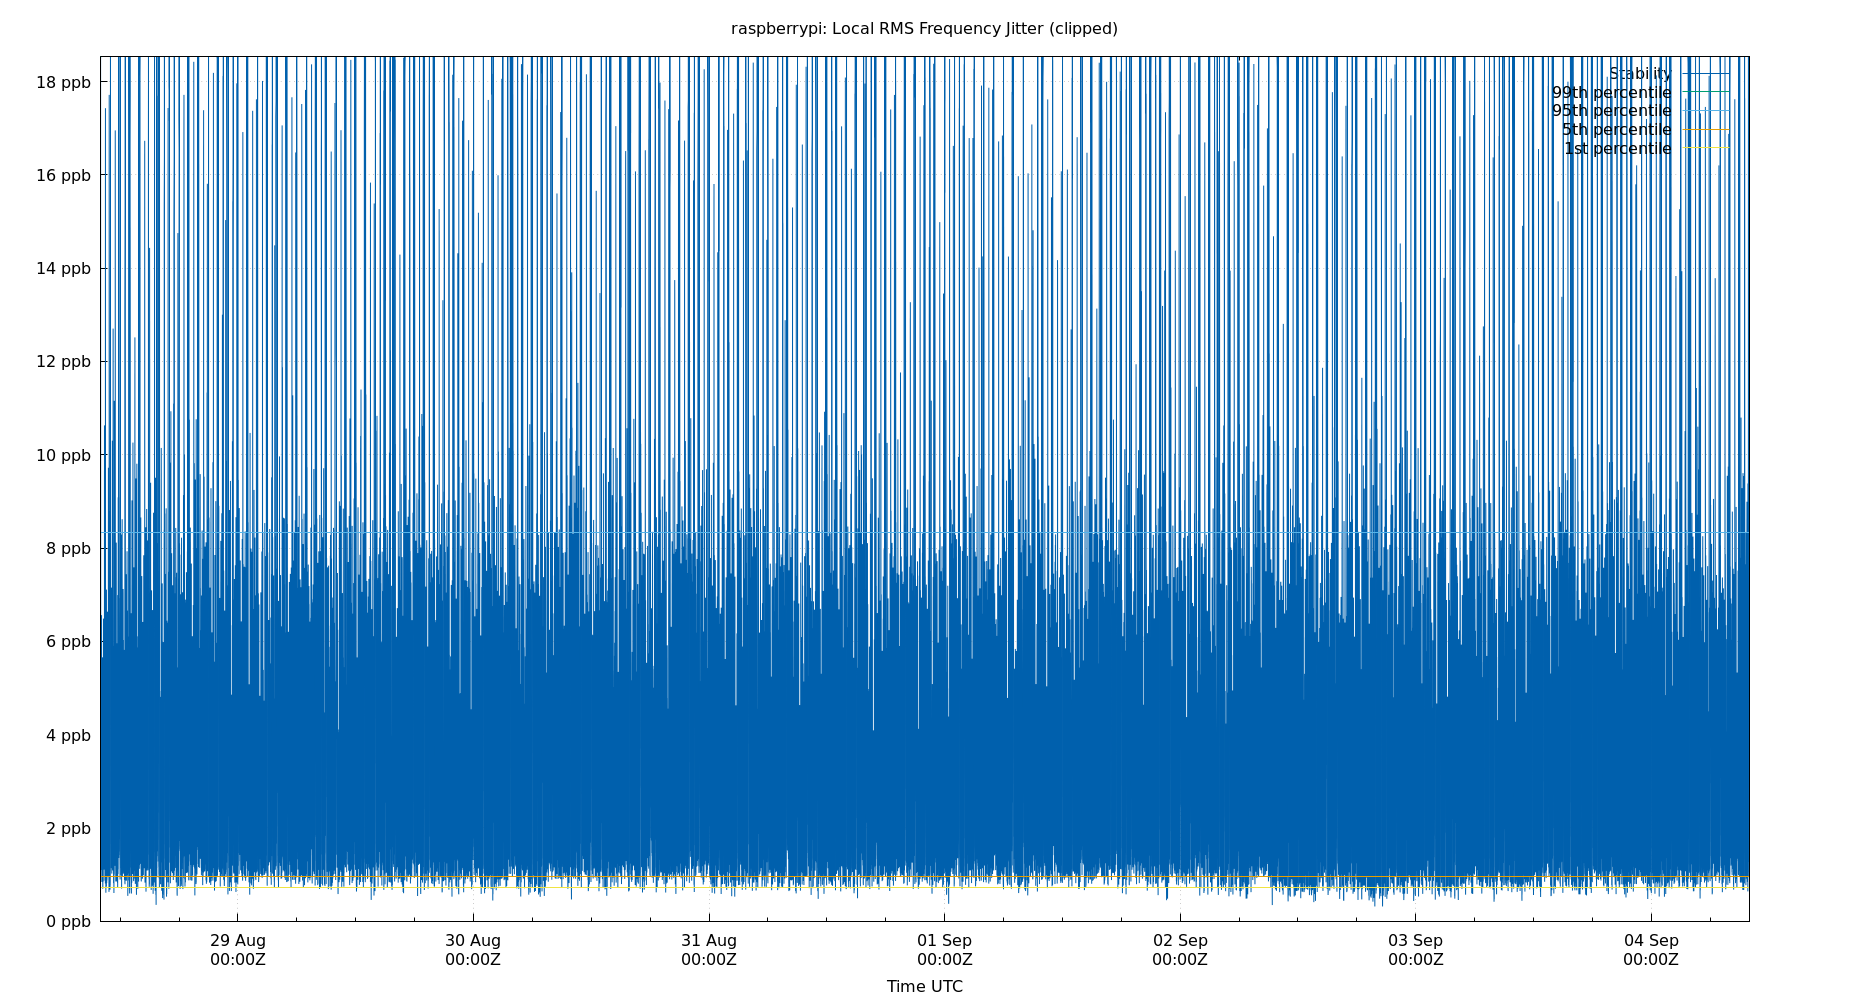 raspberrypi: Local RMS Frequency Jitter (clipped)
Stability
99th percentile
95th percentile
5th percentile
1st percentile
18 ppb
16 ppb
14 ppb
12 ppb
10 ppb
8 ppb
6 ppb
4 ppb
2 ppb
0 ppb
29 Aug 30 Aug 31 Aug 01 Sep 02 Sep 03 Sep 04 Sep
00:00Z 00:00Z 00:00Z 00:00Z 00:00Z 00:00Z 00:00Z
Time UTC